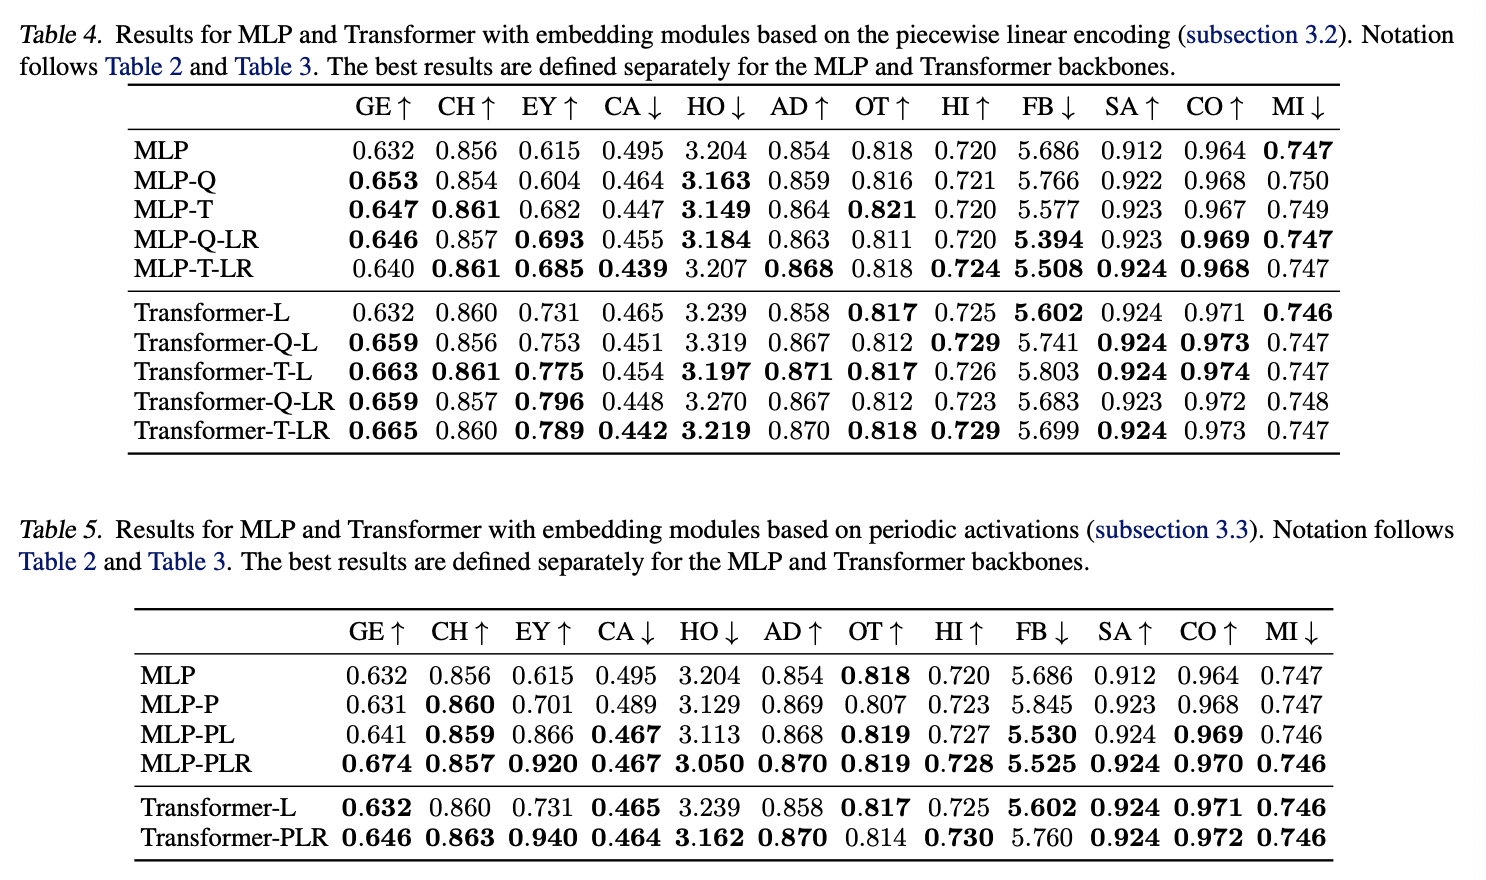 Table 4. Results for MLP and Transformer with embedding modules based on the piecewise linear encoding (subsection 3.2). Notation
follows Table 2 and Table 3. The best results are defined separately for the MLP and Transformer backbones.
GE ↑ CH ↑ EY ↑ CA ↓ HO ↓ AD ↑ OT ↑ HI ↑ FB ↓ SA ↑ CO ↑ MI ↓
MLP 0.632 0.856 0.615 0.495 3.204 0.854 0.818 0.720 5.686 0.912 0.964 0.747
MLP-Q 0.653 0.854 0.604 0.464 3.163 0.859 0.816 0.721 5.766 0.922 0.968 0.750
MLP-T 0.647 0.861 0.682 0.447 3.149 0.864 0.821 0.720 5.577 0.923 0.967 0.749
MLP-Q-LR 0.646 0.857 0.693 0.455 3.184 0.863 0.811 0.720 5.394 0.923 0.969 0.747
MLP-T-LR 0.640 0.861 0.685 0.439 3.207 0.868 0.818 0.724 5.508 0.924 0.968 0.747
Transformer-L 0.632 0.860 0.731 0.465 3.239 0.858 0.817 0.725 5.602 0.924 0.971 0.746
Transformer-Q-L 0.659 0.856 0.753 0.451 3.319 0.867 0.812 0.729 5.741 0.924 0.973 0.747
Transformer-T-L 0.663 0.861 0.775 0.454 3.197 0.871 0.817 0.726 5.803 0.924 0.974 0.747
Transformer-Q-LR 0.659 0.857 0.796 0.448 3.270 0.867 0.812 0.723 5.683 0.923 0.972 0.748
Transformer-T-LR 0.665 0.860 0.789 0.442 3.219 0.870 0.818 0.729 5.699 0.924 0.973 0.747
Table 5. Results for MLP and Transformer with embedding modules based on periodic activations (subsection 3.3). Notation follows
Table 2 and Table 3. The best results are defined separately for the MLP and Transformer backbones.
GE ↑ CH ↑ EY ↑ CA ↓ HO ↓ AD ↑ OT ↑ HI ↑ FB ↓ SA ↑ CO ↑ MI ↓
MLP 0.632 0.856 0.615 0.495 3.204 0.854 0.818 0.720 5.686 0.912 0.964 0.747
MLP-P 0.631 0.860 0.701 0.489 3.129 0.869 0.807 0.723 5.845 0.923 0.968 0.747
MLP-PL 0.641 0.859 0.866 0.467 3.113 0.868 0.819 0.727 5.530 0.924 0.969 0.746
MLP-PLR 0.674 0.857 0.920 0.467 3.050 0.870 0.819 0.728 5.525 0.924 0.970 0.746
Transformer-L 0.632 0.860 0.731 0.465 3.239 0.858 0.817 0.725 5.602 0.924 0.971 0.746
Transformer-PLR 0.646 0.863 0.940 0.464 3.162 0.870 0.814 0.730 5.760 0.924 0.972 0.746